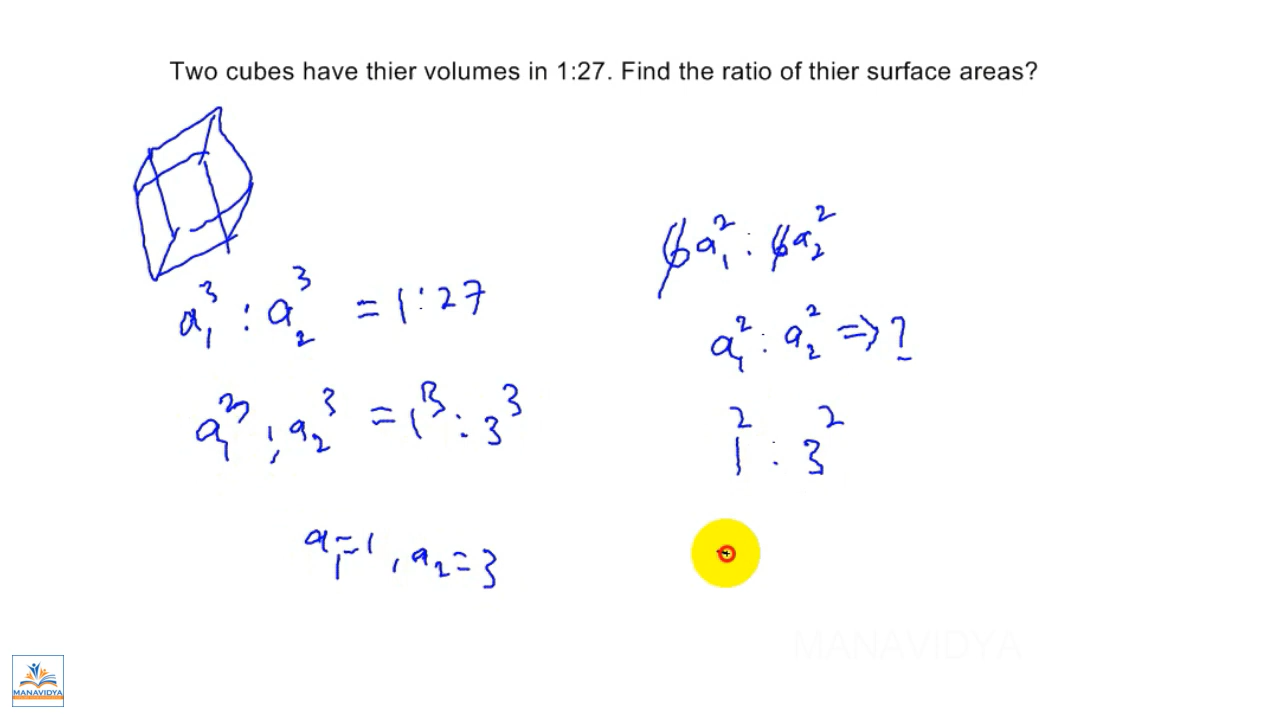 Two cubes have thier volumes in 1:27. Find the ratio of thier surface areas?
a₁³ : a₂³ = 1:27
a₁³ : a₂³ = 1³ : 3³
a₁ = 1, a₂ = 3
6a₁² : 6a₂²
a₁² : a₂² => ?
1² : 3²
MANAVIDYA
MANAVIDYA